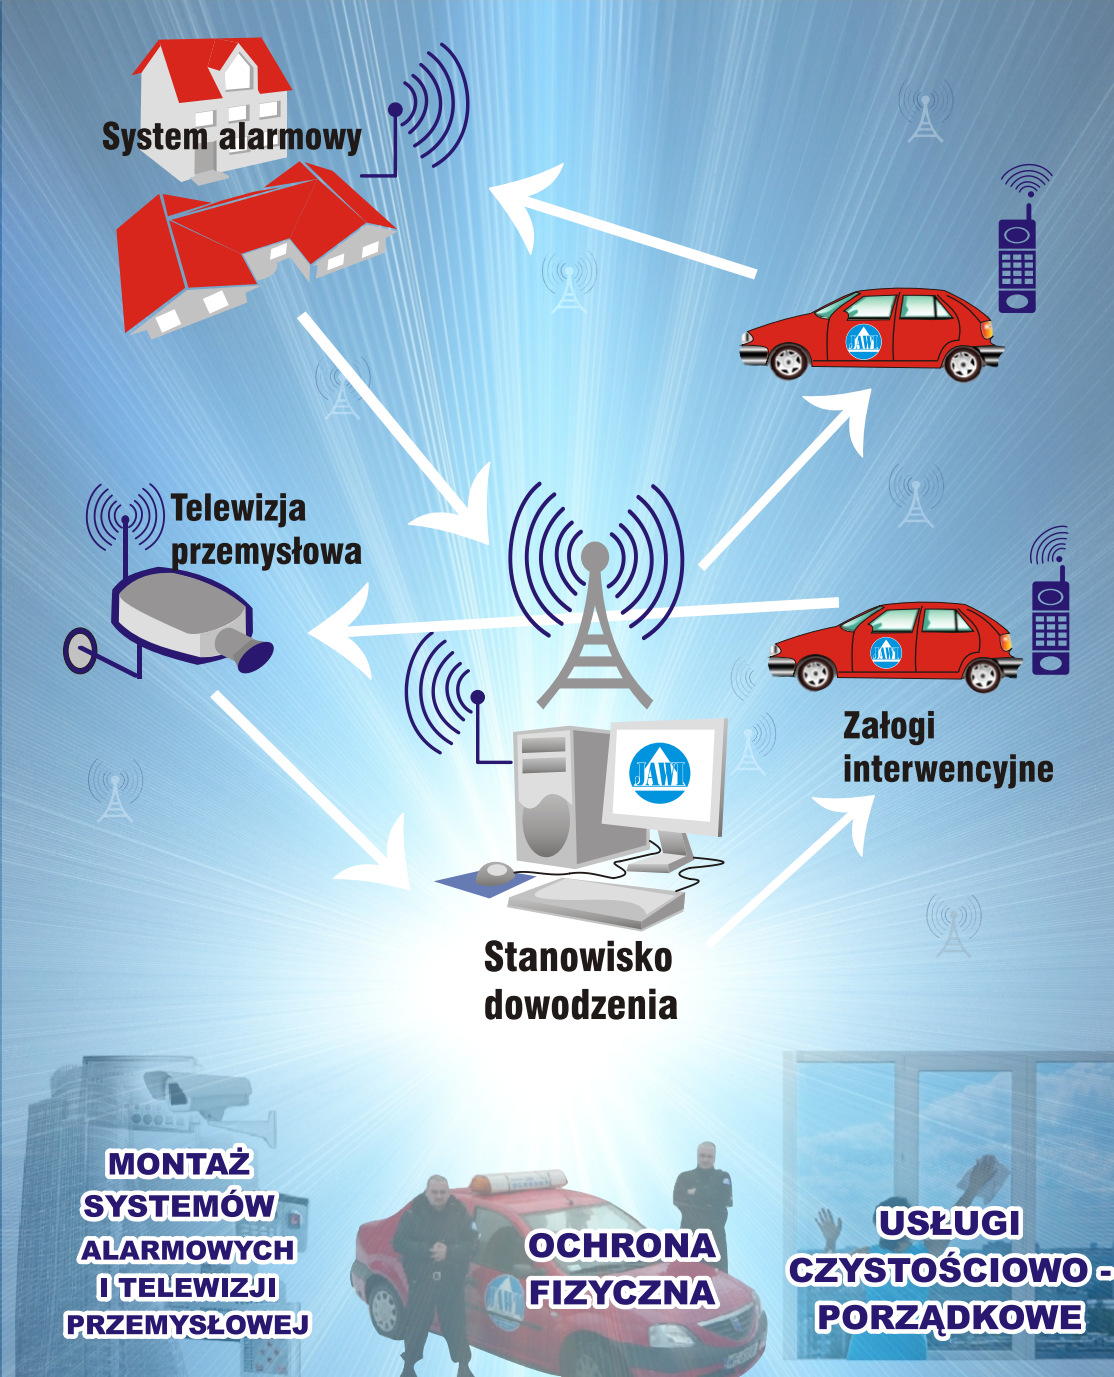 System alarmowy
JAWI
Telewizja
przemysłowa
JAWI
Załogi
interwencyjne
JAWI
Stanowisko
dowodzenia
MONTAŻ
SYSTEMÓW
ALARMOWYCH
I TELEWIZJI
PRZEMYSŁOWEJ
OCHRONA
FIZYCZNA
JAWI
USŁUGI
CZYSTOŚCIOWO -
PORZĄDKOWE